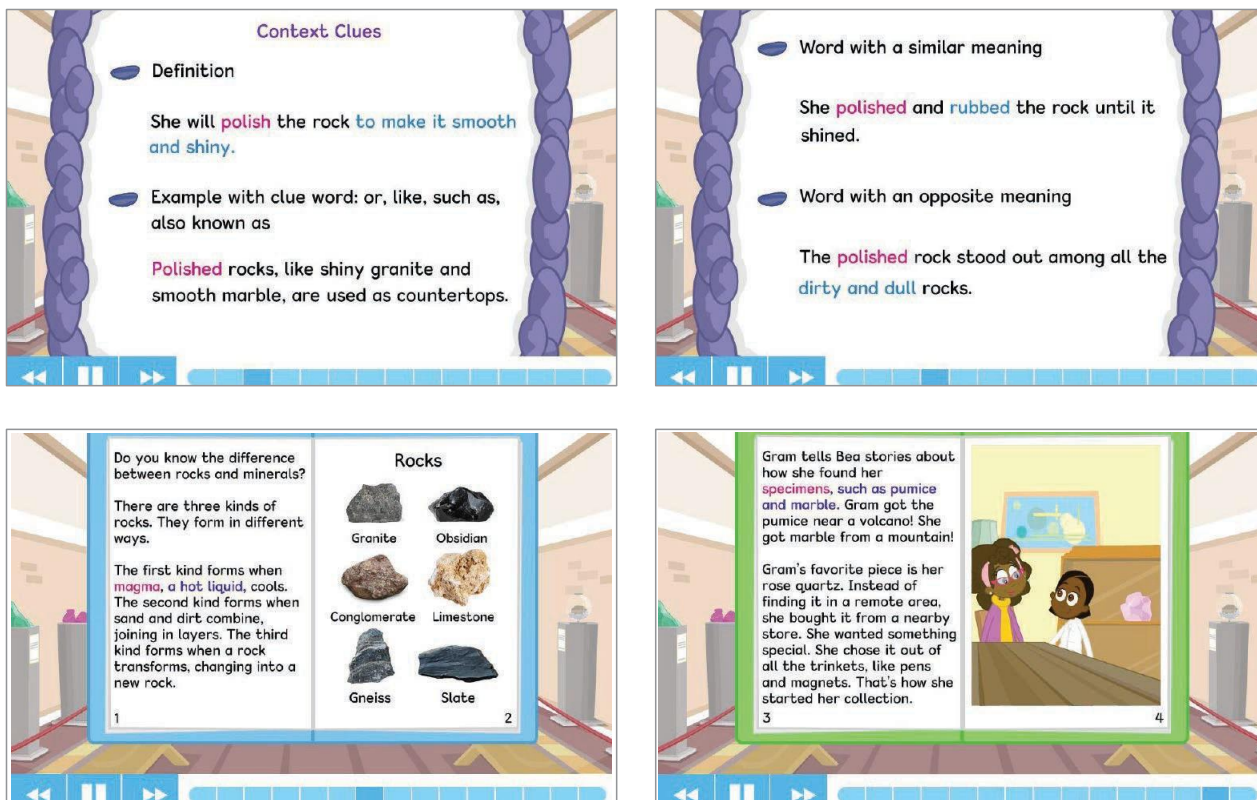 Context Clues
Definition
She will polish the rock to make it smooth
and shiny.
Example with clue word: or, like, such as,
also known as
Polished rocks, like shiny granite and
smooth marble, are used as countertops.
Word with a similar meaning
She polished and rubbed the rock until it
shined.
Word with an opposite meaning
The polished rock stood out among all the
dirty and dull rocks.
Do you know the difference
between rocks and minerals?
There are three kinds of
rocks. They form in different
ways.
The first kind forms when
magma, a hot liquid, cools.
The second kind forms when
sand and dirt combine,
joining in layers. The third
kind forms when a rock
transforms, changing into a
new rock.
1
Rocks
Granite Obsidian
Conglomerate Limestone
Gneiss Slate
2
Gram tells Bea stories about
how she found her
specimens, such as pumice
and marble. Gram got the
pumice near a volcano! She
got marble from a mountain!
Gram's favorite piece is her
rose quartz. Instead of
finding it in a remote area,
she bought it from a nearby
store. She wanted something
special. She chose it out of
all the trinkets, like pens
and magnets. That's how she
started her collection.
3
4